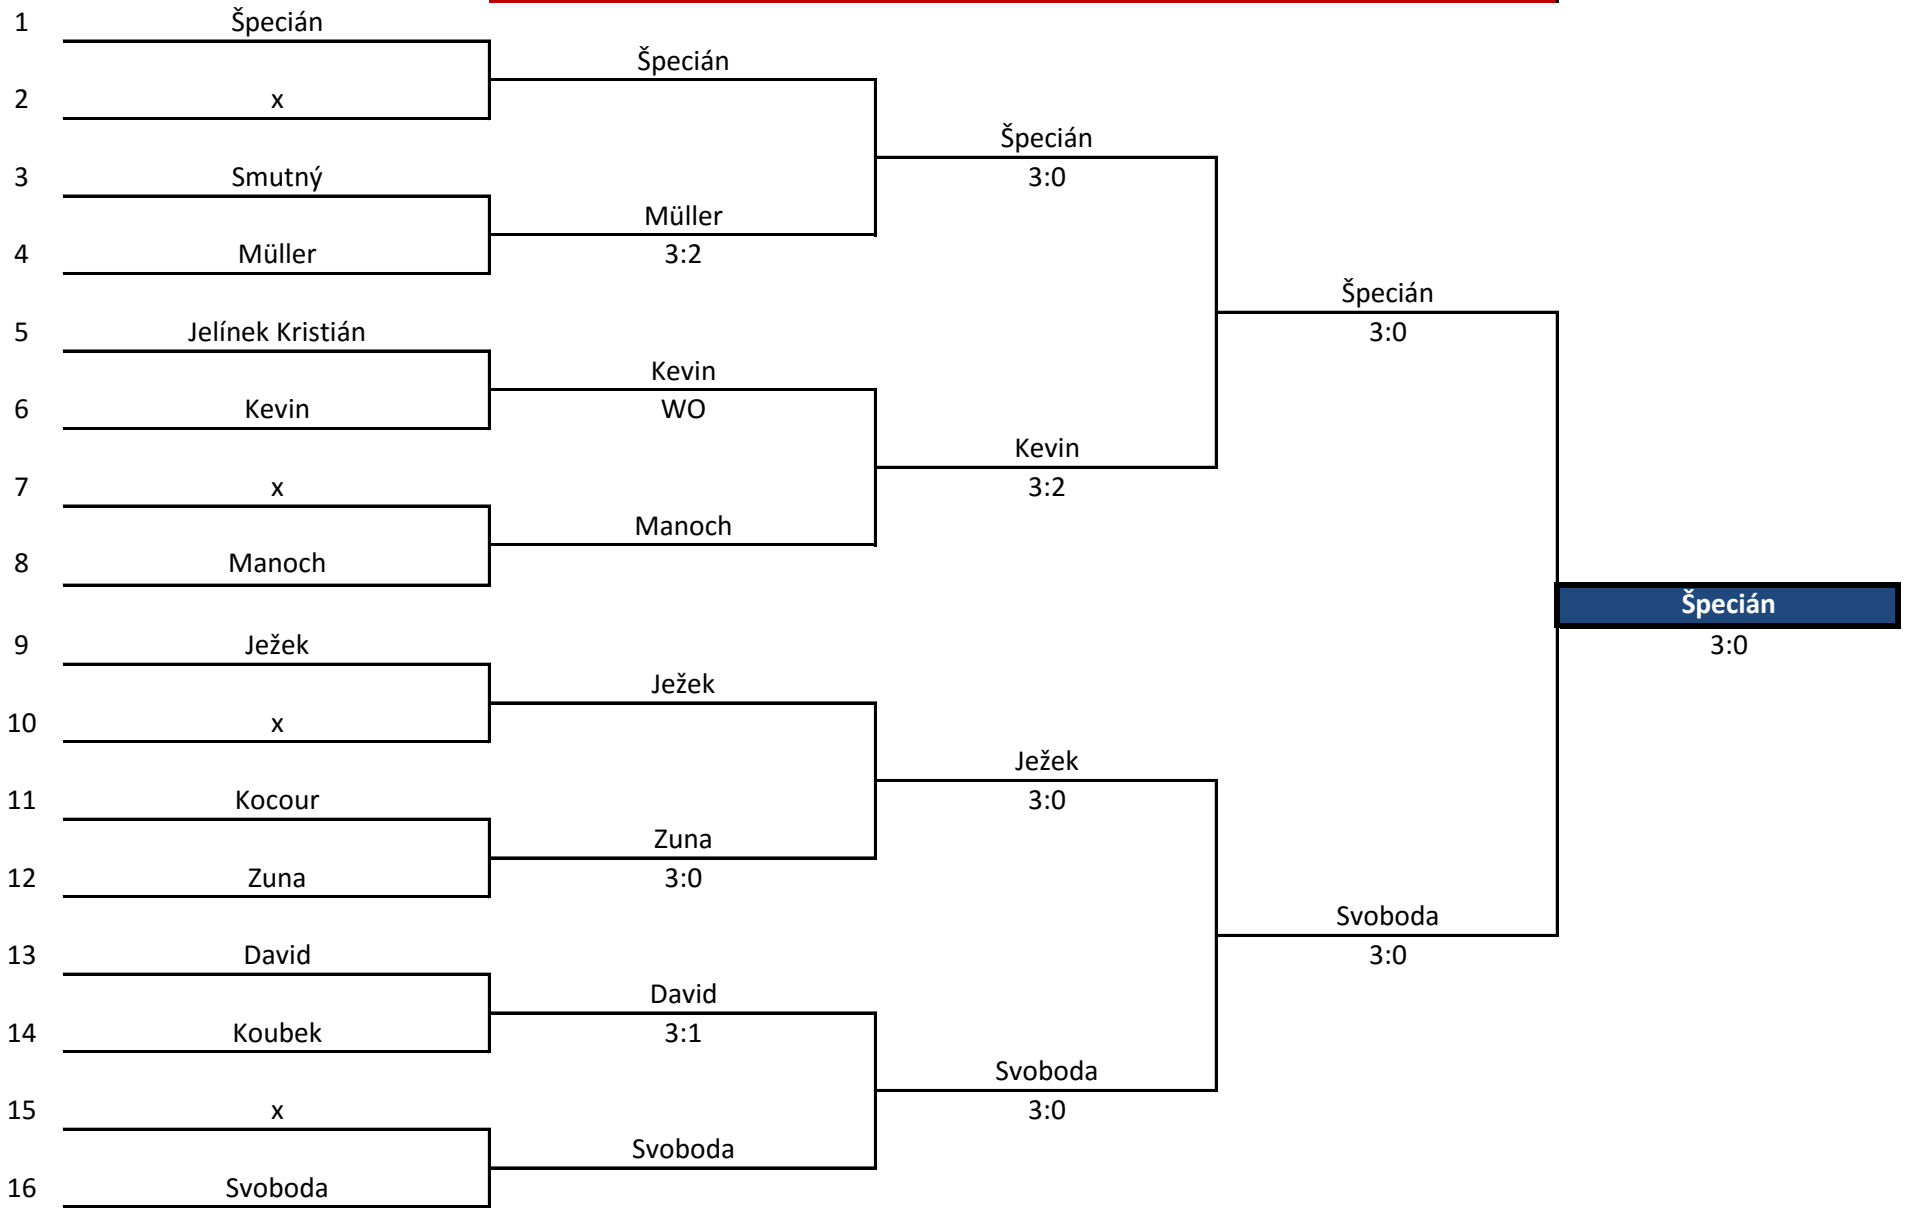 1 Špecián
Špecián
2 x
Špecián
3 Smutný
3:0
Müller
4 Müller
3:2
Špecián
5 Jelínek Kristián
3:0
Kevin
6 Kevin
WO
Kevin
7 x
3:2
Manoch
8 Manoch
Špecián
9 Ježek
3:0
Ježek
10 x
Ježek
11 Kocour
3:0
Zuna
12 Zuna
3:0
Svoboda
13 David
3:0
David
14 Koubek
3:1
Svoboda
15 x
3:0
Svoboda
16 Svoboda